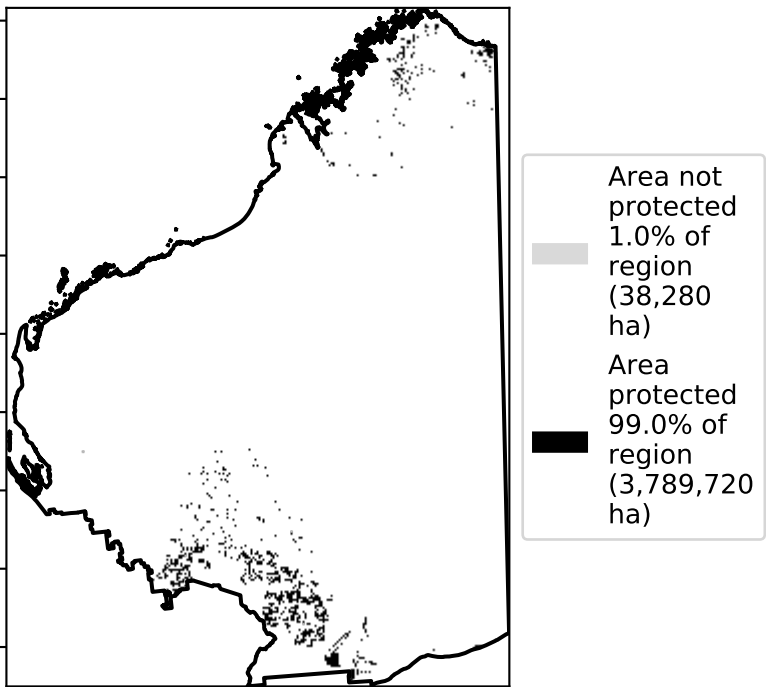 Area not
protected
1.0% of
region
(38,280
ha)
Area
protected
99.0% of
region
(3,789,720
ha)